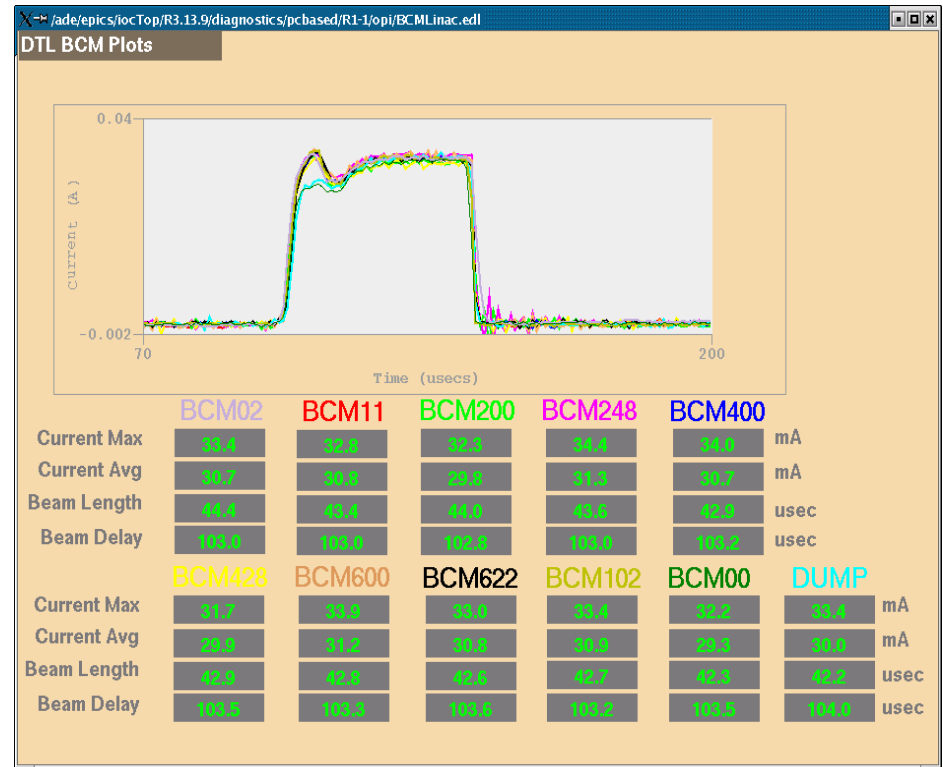 /ade/epics/iocTop/R3.13.9/diagnostics/pcbased/R1-1/opi/BCMLinac.edl
DTL BCM Plots
0.04
Current (A)
-0.002
70
200
Time (usecs)
BCM02 BCM11 BCM200 BCM248 BCM400
Current Max 33.4 32.8 32.3 34.4 34.0 mA
Current Avg 30.7 30.8 29.8 31.3 30.7 mA
Beam Length 44.4 43.4 44.0 43.6 42.9 usec
Beam Delay 103.0 103.0 102.8 103.0 103.2 usec
BCM428 BCM600 BCM622 BCM102 BCM00 DUMP
Current Max 31.7 33.9 33.0 33.4 32.2 33.4 mA
Current Avg 29.9 31.2 30.8 30.9 29.3 30.0 mA
Beam Length 42.9 42.8 42.6 42.7 42.3 42.2 usec
Beam Delay 103.5 103.3 103.6 103.2 103.5 104.0 usec